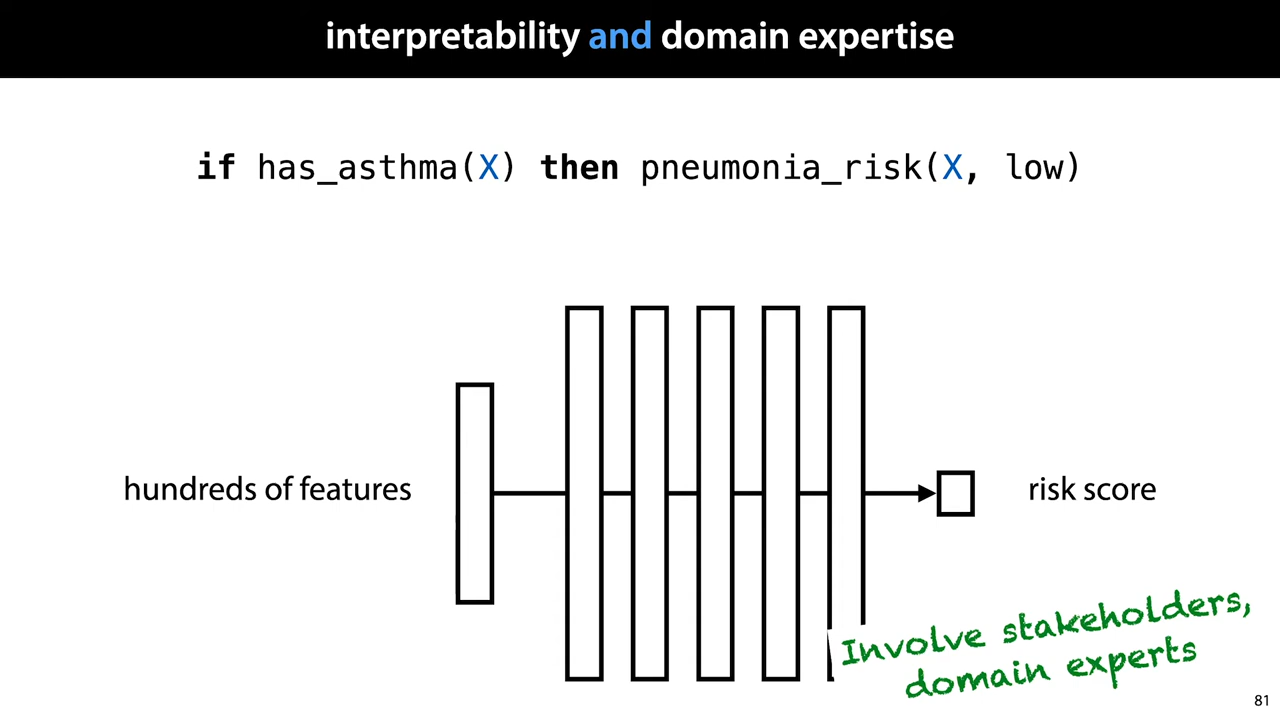 interpretability and domain expertise
if has_asthma(X) then pneumonia_risk(X, low)
hundreds of features
risk score
Involve stakeholders,
domain experts
81